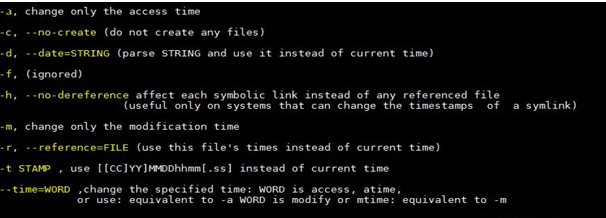 -a, change only the access time
-c, --no-create (do not create any files)
-d, --date=STRING (parse STRING and use it instead of current time)
-f, (ignored)
-h, --no-dereference affect each symbolic link instead of any referenced file
(useful only on systems that can change the timestamps of a symlink)
-m, change only the modification time
-r, --reference=FILE (use this file's times instead of current time)
-t STAMP , use [[CC]YY]MMDDhhmm[.ss] instead of current time
--time=WORD ,change the specified time: WORD is access, atime,
or use: equivalent to -a WORD is modify or mtime: equivalent to -m